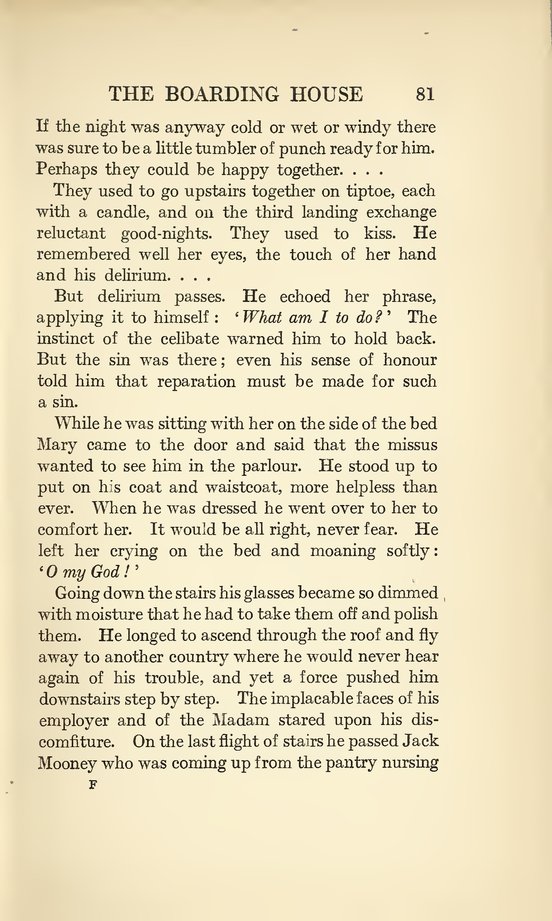 THE BOARDING HOUSE 81
If the night was anyway cold or wet or windy there
was sure to be a little tumbler of punch ready for him.
Perhaps they could be happy together. . . .
They used to go upstairs together on tiptoe, each
with a candle, and on the third landing exchange
reluctant good-nights. They used to kiss. He
remembered well her eyes, the touch of her hand
and his delirium. . . .
But delirium passes. He echoed her phrase,
applying it to himself : ‘What am I to do?’ The
instinct of the celibate warned him to hold back.
But the sin was there ; even his sense of honour
told him that reparation must be made for such
a sin.
While he was sitting with her on the side of the bed
Mary came to the door and said that the missus
wanted to see him in the parlour. He stood up to
put on his coat and waistcoat, more helpless than
ever. When he was dressed he went over to her to
comfort her. It would be all right, never fear. He
left her crying on the bed and moaning softly :
‘O my God !’
Going down the stairs his glasses became so dimmed
with moisture that he had to take them off and polish
them. He longed to ascend through the roof and fly
away to another country where he would never hear
again of his trouble, and yet a force pushed him
downstairs step by step. The implacable faces of his
employer and of the Madam stared upon his dis-
comfiture. On the last flight of stairs he passed Jack
Mooney who was coming up from the pantry nursing
F